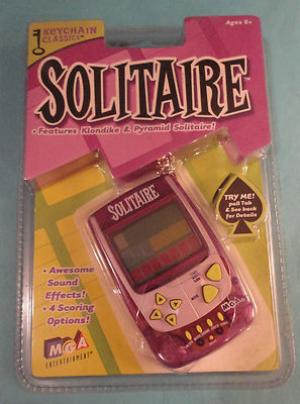 KEYCHAIN
CLASSICS
Ages 8+
SOLITAIRE
• Features Klondike & Pyramid Solitaire!
TRY ME!
pull Tab
& See back
for Details
SOLITAIRE
• Awesome
Sound
Effects!
• 4 Scoring
Options!
MGA
ENTERTAINMENT
MGA